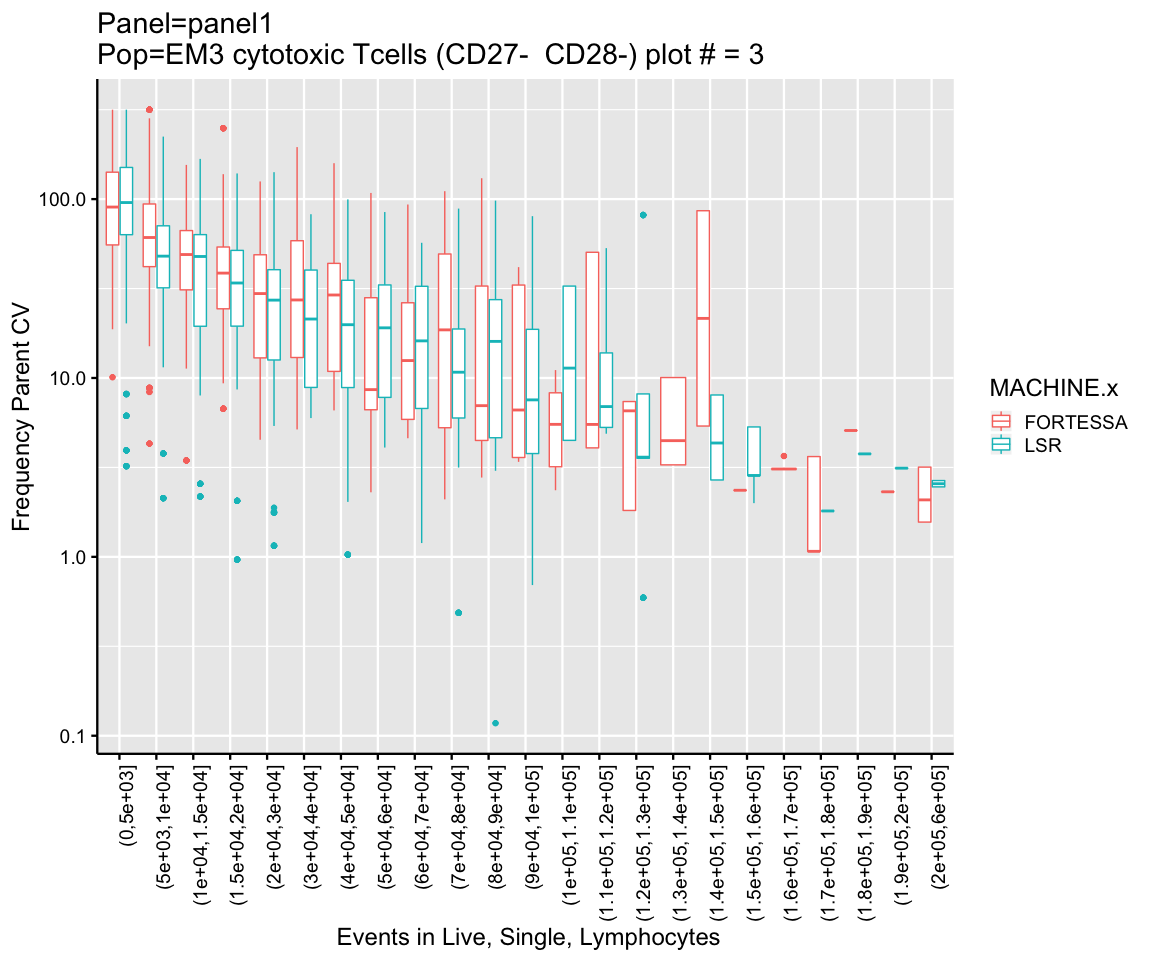 Panel=panel1
Pop=EM3 cytotoxic Tcells (CD27-  CD28-) plot # = 3
Frequency Parent CV
100.0
10.0
1.0
0.1
(0,5e+03]
(5e+03,1e+04]
(1e+04,1.5e+04]
(1.5e+04,2e+04]
(2e+04,3e+04]
(3e+04,4e+04]
(4e+04,5e+04]
(5e+04,6e+04]
(6e+04,7e+04]
(7e+04,8e+04]
(8e+04,9e+04]
(9e+04,1e+05]
(1e+05,1.1e+05]
(1.1e+05,1.2e+05]
(1.2e+05,1.3e+05]
(1.3e+05,1.4e+05]
(1.4e+05,1.5e+05]
(1.5e+05,1.6e+05]
(1.6e+05,1.7e+05]
(1.7e+05,1.8e+05]
(1.8e+05,1.9e+05]
(1.9e+05,2e+05]
(2e+05,6e+05]
Events in Live, Single, Lymphocytes
MACHINE.x
FORTESSA
LSR